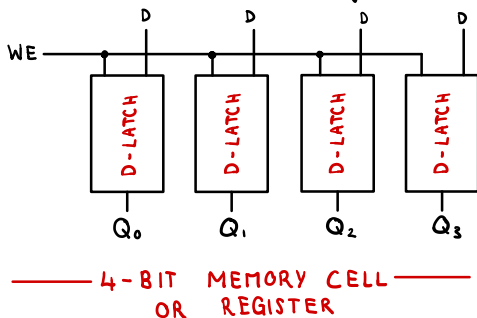 D D D D
WE
D-LATCH D-LATCH D-LATCH D-LATCH
Q0 Q1 Q2 Q3
4-BIT MEMORY CELL
OR REGISTER